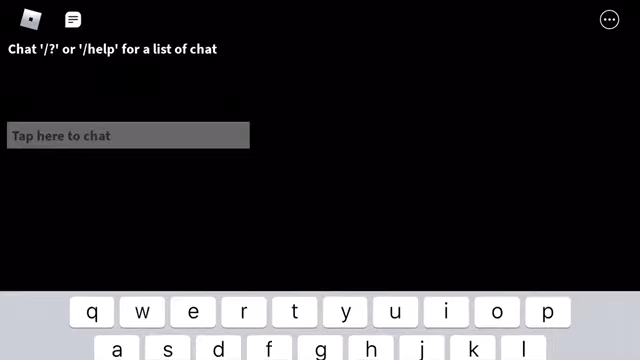 Chat '/?' or '/help' for a list of chat
Tap here to chat
q w e r t y u i o p
a s d f g h j k l